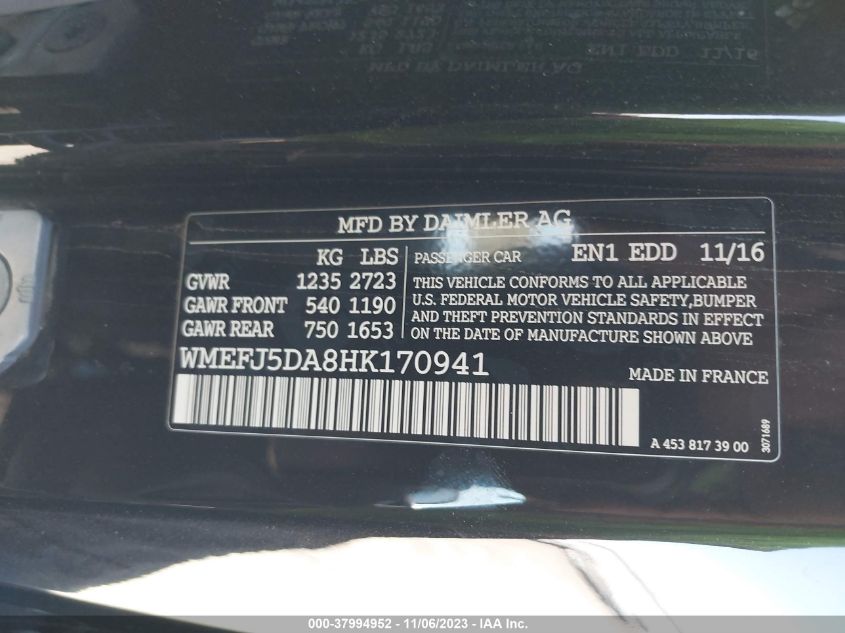 MFD BY DAIMLER AG
KG LBS PASSENGER CAR EN1 EDD 11/16
GVWR 1235 2723 THIS VEHICLE CONFORMS TO ALL APPLICABLE
GAWR FRONT 540 1190 U.S. FEDERAL MOTOR VEHICLE SAFETY,BUMPER
GAWR REAR 750 1653 AND THEFT PREVENTION STANDARDS IN EFFECT
ON THE DATE OF MANUFACTURE SHOWN ABOVE
WMEFJ5DA8HK170941 MADE IN FRANCE
A 453 817 39 00
3071689
000-37994952 - 11/06/2023 - IAA Inc.